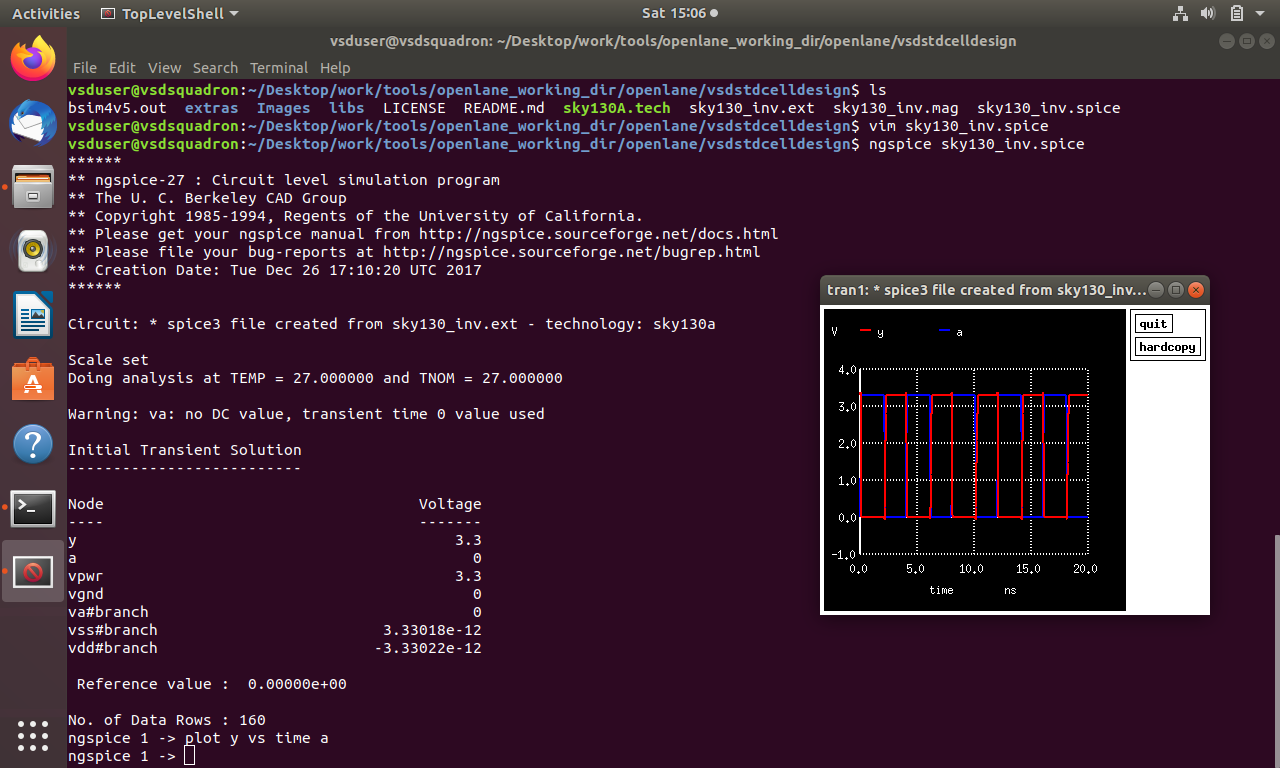 Activities TopLevelShell Sat 15:06
vsduser@vsdsquadron: ~/Desktop/work/tools/openlane_working_dir/openlane/vsdstdcelldesign
File Edit View Search Terminal Help
vsduser@vsdsquadron:~/Desktop/work/tools/openlane_working_dir/openlane/vsdstdcelldesign$ ls
bsim4v5.out extras Images libs LICENSE README.md sky130A.tech sky130_inv.ext sky130_inv.mag sky130_inv.spice
vsduser@vsdsquadron:~/Desktop/work/tools/openlane_working_dir/openlane/vsdstdcelldesign$ vim sky130_inv.spice
vsduser@vsdsquadron:~/Desktop/work/tools/openlane_working_dir/openlane/vsdstdcelldesign$ ngspice sky130_inv.spice
******
** ngspice-27 : Circuit level simulation program
** The U. C. Berkeley CAD Group
** Copyright 1985-1994, Regents of the University of California.
** Please get your ngspice manual from http://ngspice.sourceforge.net/docs.html
** Please file your bug-reports at http://ngspice.sourceforge.net/bugrep.html
** Creation Date: Tue Dec 26 17:10:20 UTC 2017
******
Circuit: * spice3 file created from sky130_inv.ext - technology: sky130a
Scale set
Doing analysis at TEMP = 27.000000 and TNOM = 27.000000
Warning: va: no DC value, transient time 0 value used
Initial Transient Solution
--------------------------
Node Voltage
---- -------
y 3.3
a 0
vpwr 3.3
vgnd 0
va#branch 0
vss#branch 3.33018e-12
vdd#branch -3.33022e-12
Reference value : 0.00000e+00
No. of Data Rows : 160
ngspice 1 -> plot y vs time a
ngspice 1 ->
tran1: * spice3 file created from sky130_inv...
V y a
quit
hardcopy
4.0
3.0
2.0
1.0
0.0
-1.0
0.0 5.0 10.0 15.0 20.0
time ns